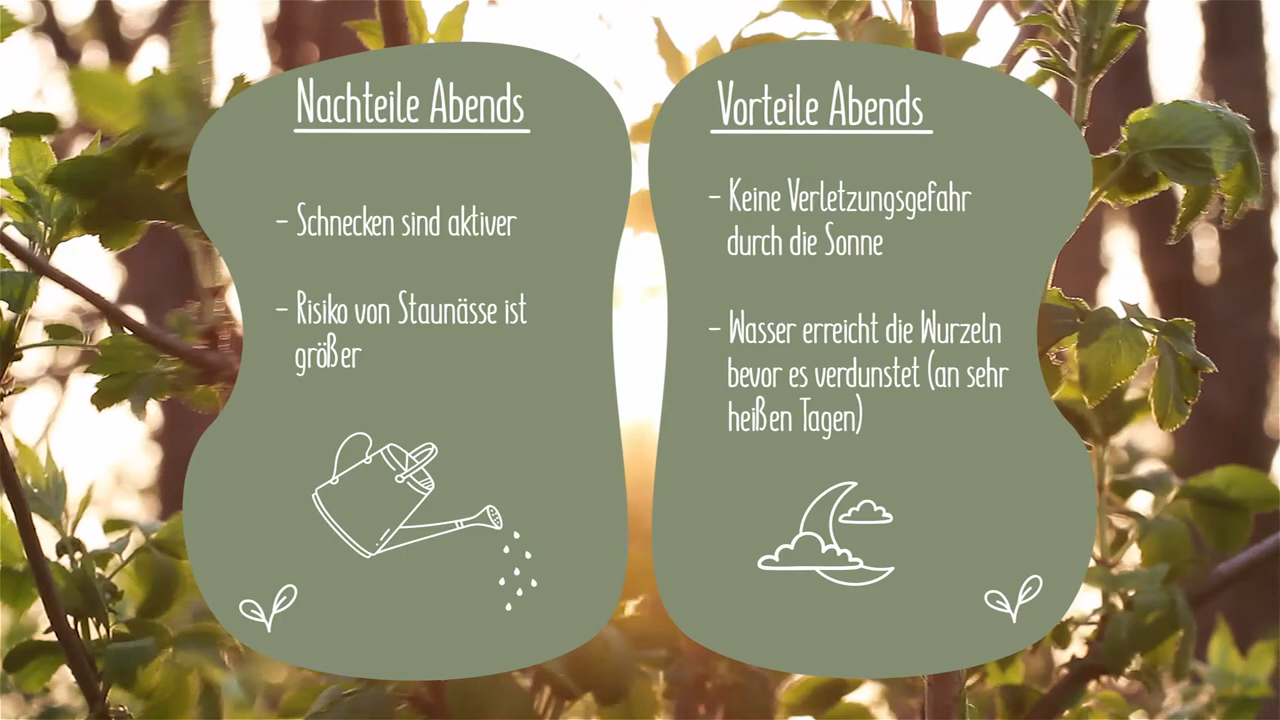 Nachteile Abends
- Schnecken sind aktiver
- Risiko von Staunässe ist
größer
Vorteile Abends
- Keine Verletzungsgefahr
durch die Sonne
- Wasser erreicht die Wurzeln
bevor es verdunstet (an sehr
heißen Tagen)